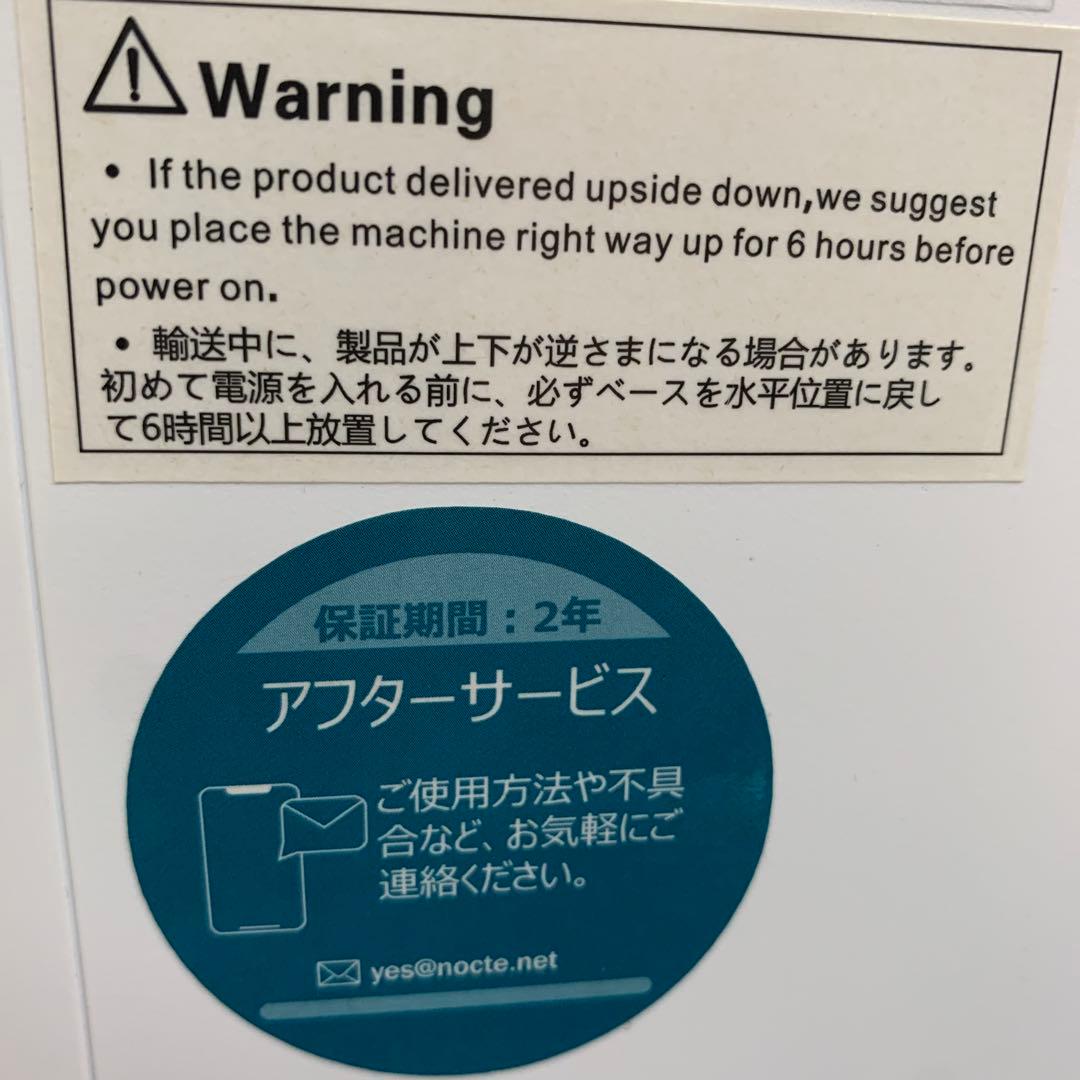 Warning
• If the product delivered upside down,we suggest
you place the machine right way up for 6 hours before
power on.
• 輸送中に、製品が上下が逆さまになる場合があります。
初めて電源を入れる前に、必ずベースを水平位置に戻し
て6時間以上放置してください。
保証期間：2年
アフターサービス
ご使用方法や不具
合など、お気軽にご
連絡ください。
yes@nocte.net